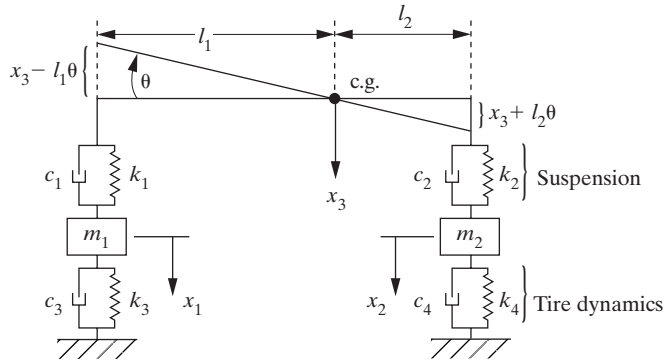 l₁
l₂
x₃ − l₁θ
θ
c.g.
x₃ + l₂θ
c₁
k₁
x₃
c₂
k₂
Suspension
m₁
m₂
x₁
x₂
c₃
k₃
c₄
k₄
Tire dynamics